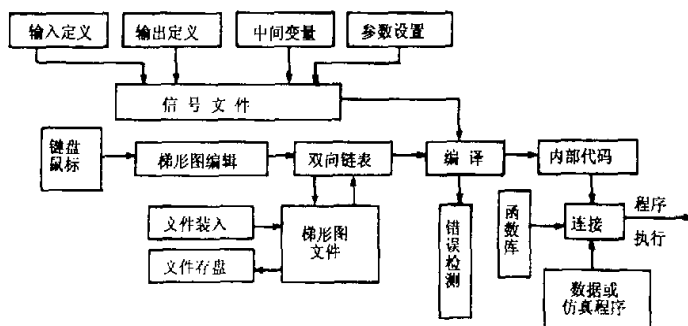 输入定义
输出定义
中间变量
参数设置
信号文件
键盘
鼠标
梯形图编辑
双向链表
编译
内部代码
文件装入
文件存盘
梯形图
文件
错误检测
函数库
连接
程序
执行
数据或
仿真程序